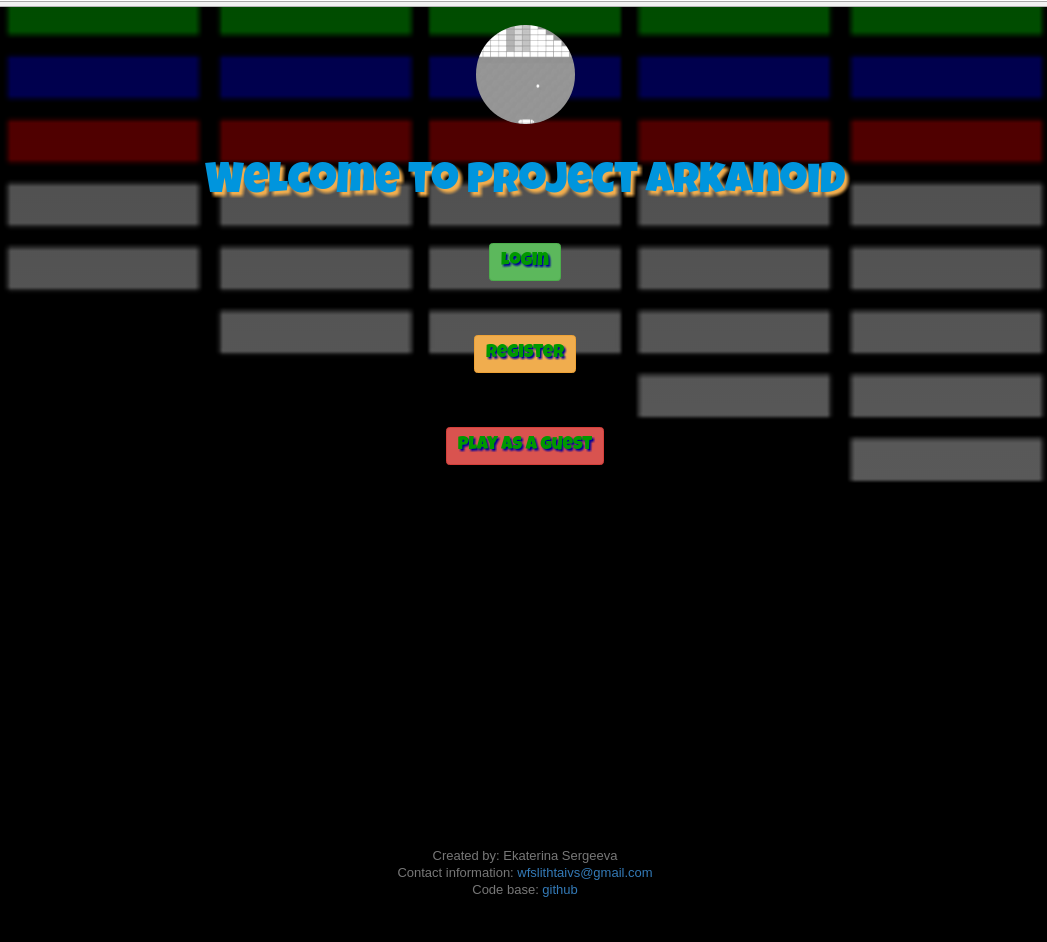 Welcome to Project Arkanoid
Login
Register
Play as a guest
Created by: Ekaterina Sergeeva
Contact information: wfslithtaivs@gmail.com
Code base: github